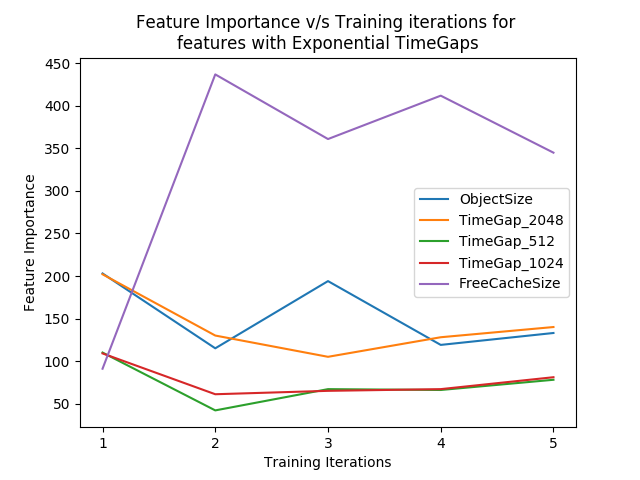 Feature Importance v/s Training iterations for
features with Exponential TimeGaps
450
400
350
300
250
200
150
100
50
Feature Importance
ObjectSize
TimeGap_2048
TimeGap_512
TimeGap_1024
FreeCacheSize
1 2 3 4 5
Training Iterations